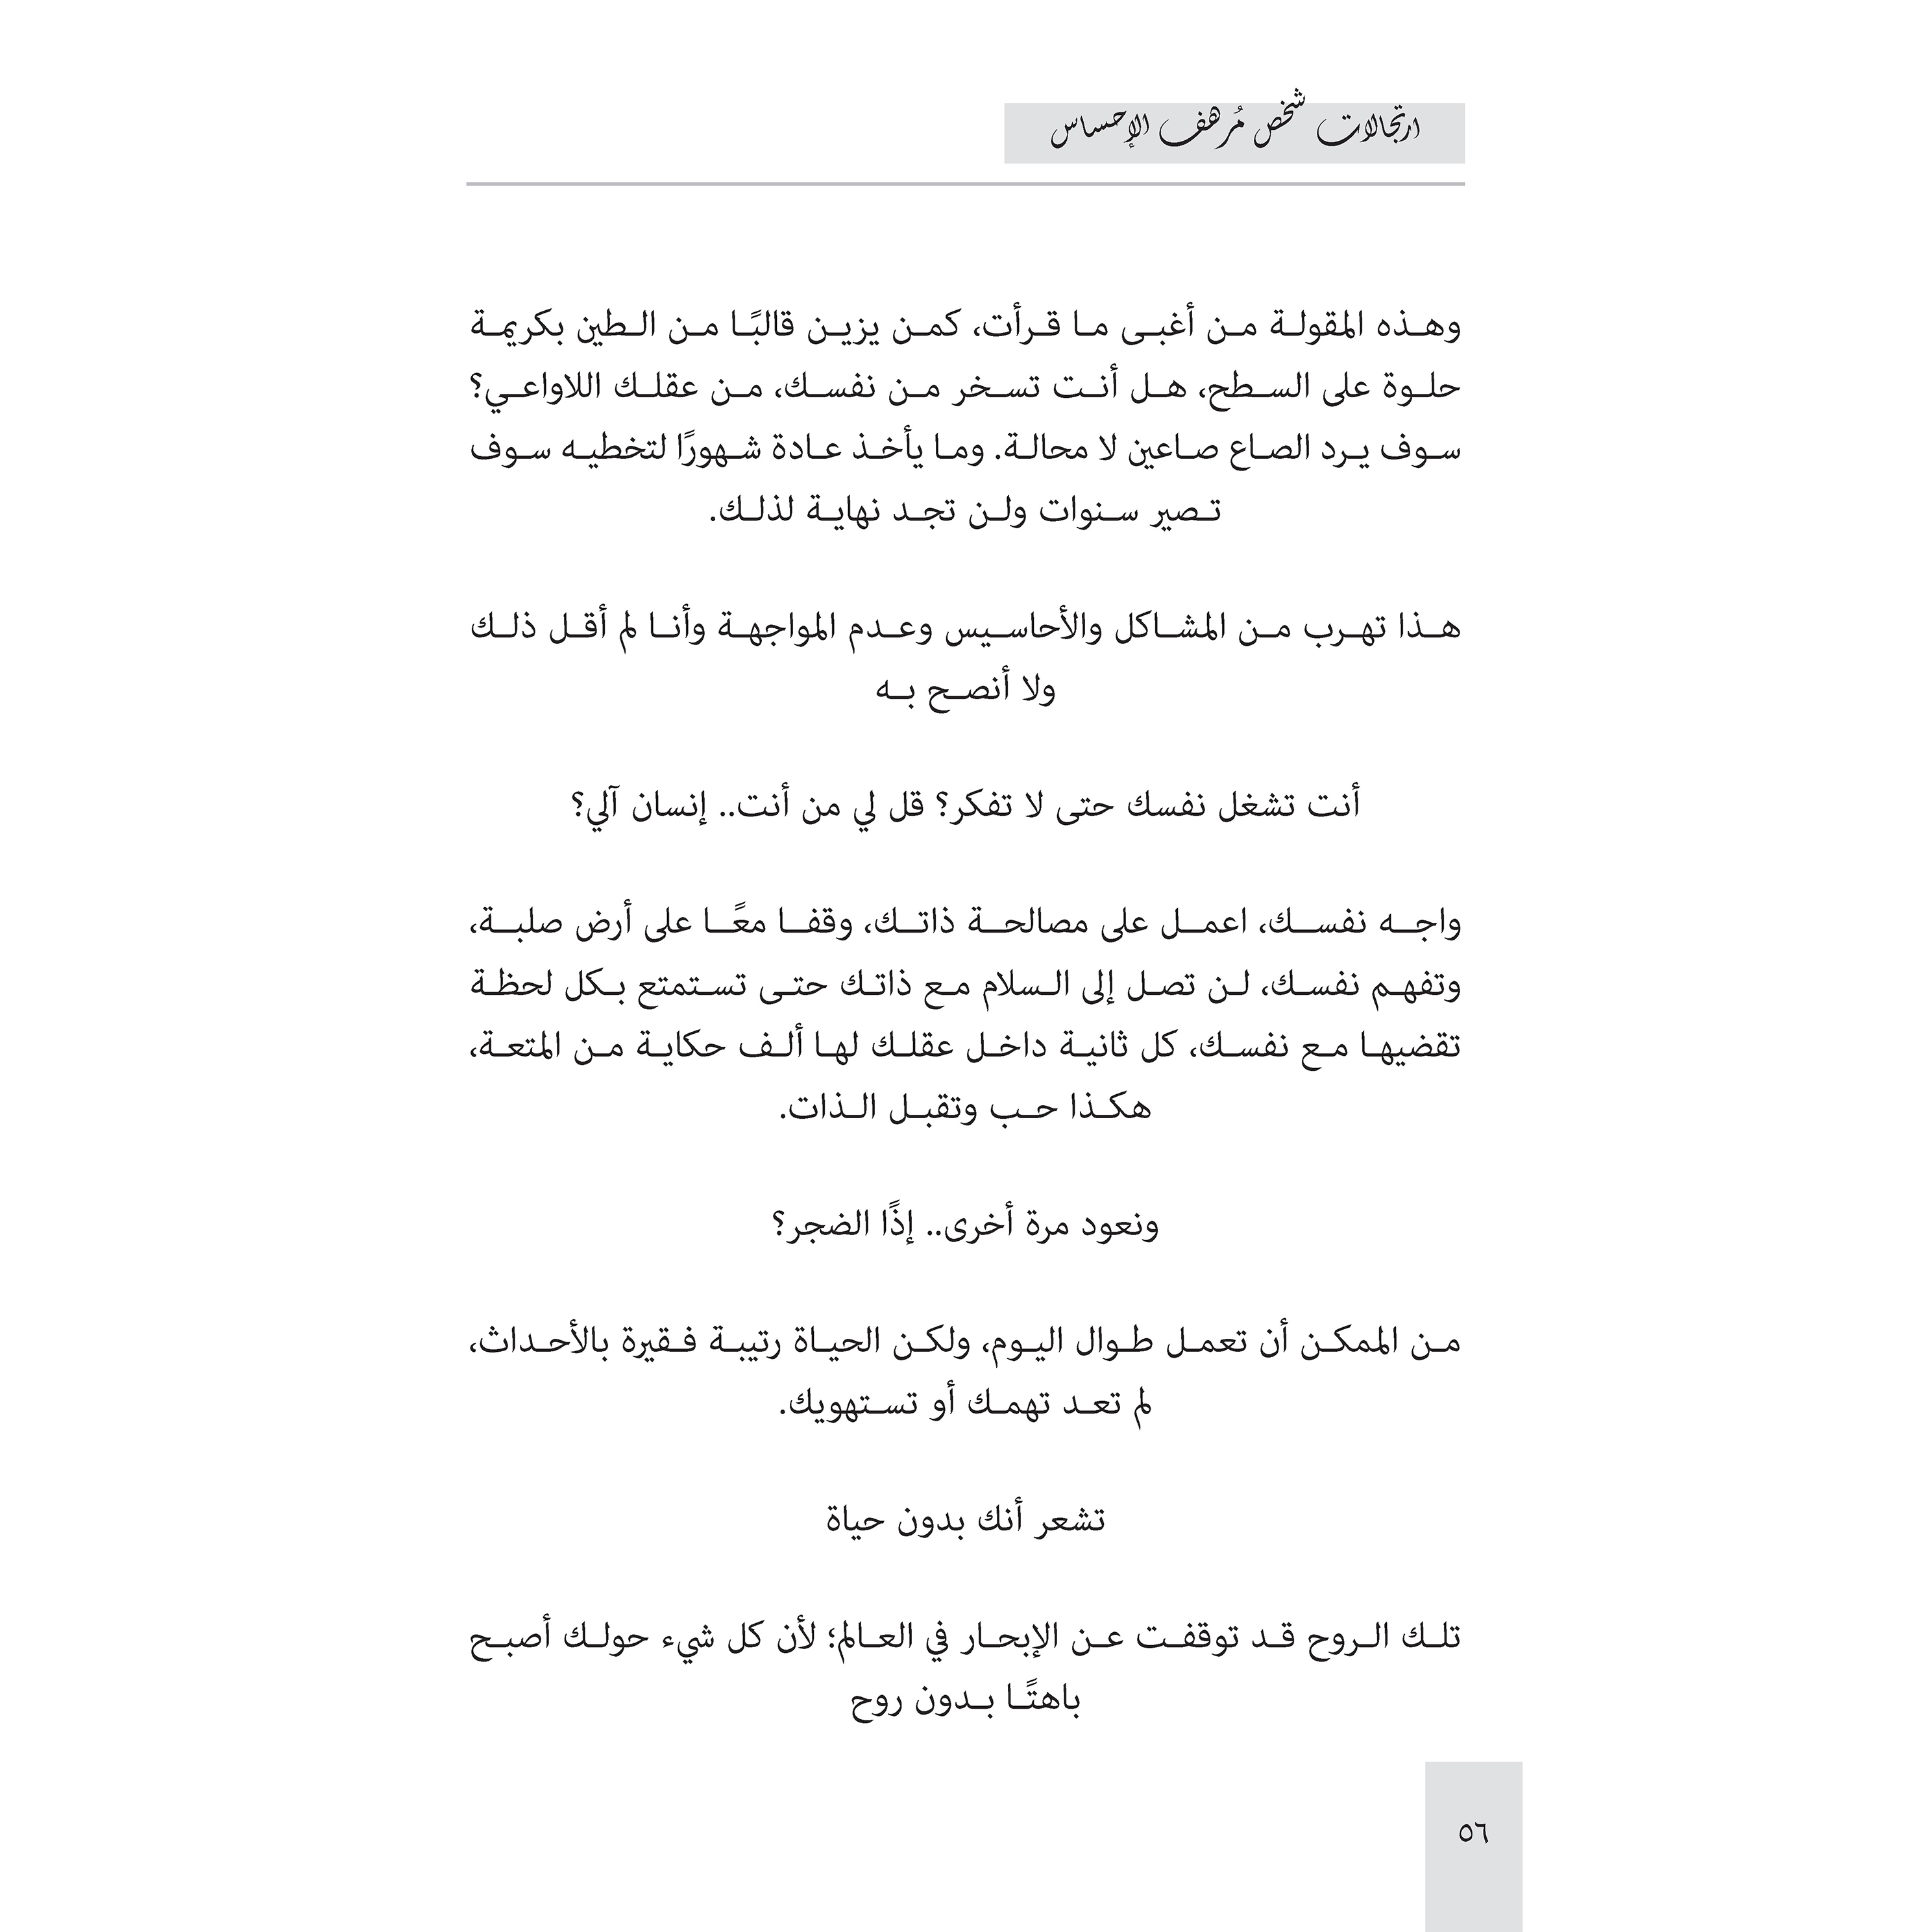 ارتجالات شخص مُرهف الإحساس
وهذه المقولة من أغبى ما قرأت، كمن يزين قالبًا من الطين بكريمة
حلوة على السطح، هل أنت تسخر من نفسك، من عقلك اللاواعي؟
سوف يرد الصاع صاعين لا محالة. وما يأخذ عادة شهورًا لتخطيه سوف
تصير سنوات ولن تجد نهاية لذلك.
هذا تهرب من المشاكل والأحاسيس وعدم المواجهة وأنا لم أقل ذلك
ولا أنصح به
أنت تشغل نفسك حتى لا تفكر؟ قل لي من أنت.. إنسان آلي؟
واجه نفسك، اعمل على مصالحة ذاتك، وقفا معًا على أرض صلبة،
وتفهم نفسك، لن تصل إلى السلام مع ذاتك حتى تستمتع بكل لحظة
تقضيها مع نفسك، كل ثانية داخل عقلك لها ألف حكاية من المتعة،
هكذا حب وتقبل الذات.
ونعود مرة أخرى.. إذًا الضجر؟
من الممكن أن تعمل طوال اليوم، ولكن الحياة رتيبة فقيرة بالأحداث،
لم تعد تهمك أو تستهويك.
تشعر أنك بدون حياة
تلك الروح قد توقفت عن الإبحار في العالم؛ لأن كل شيء حولك أصبح
باهتًا بدون روح
٥٦